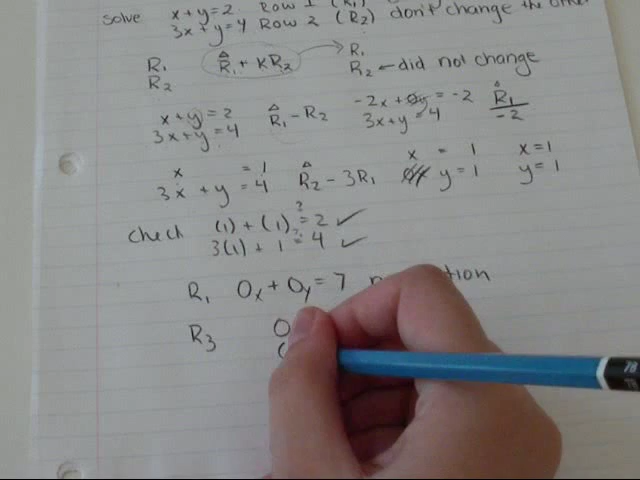 solve x+y=2 Row 1 (R₁) don't change the other
3x+y=4 Row 2 (R₂)
R₁ R̂₁+KR₂ → R₁
R₂ R₂ ← did not change
x+y=2 R̂₁-R₂ -2x+0y=-2 R̂₁/-2
3x+y=4 3x+y=4
x = 1 R̂₂-3R₁ x = 1 x=1
3x+y=4 y=1 y=1
check (1)+(1)≟2 ✓
3(1)+1≟4 ✓
R₁ 0x+0y=7
R₃ 0
7B